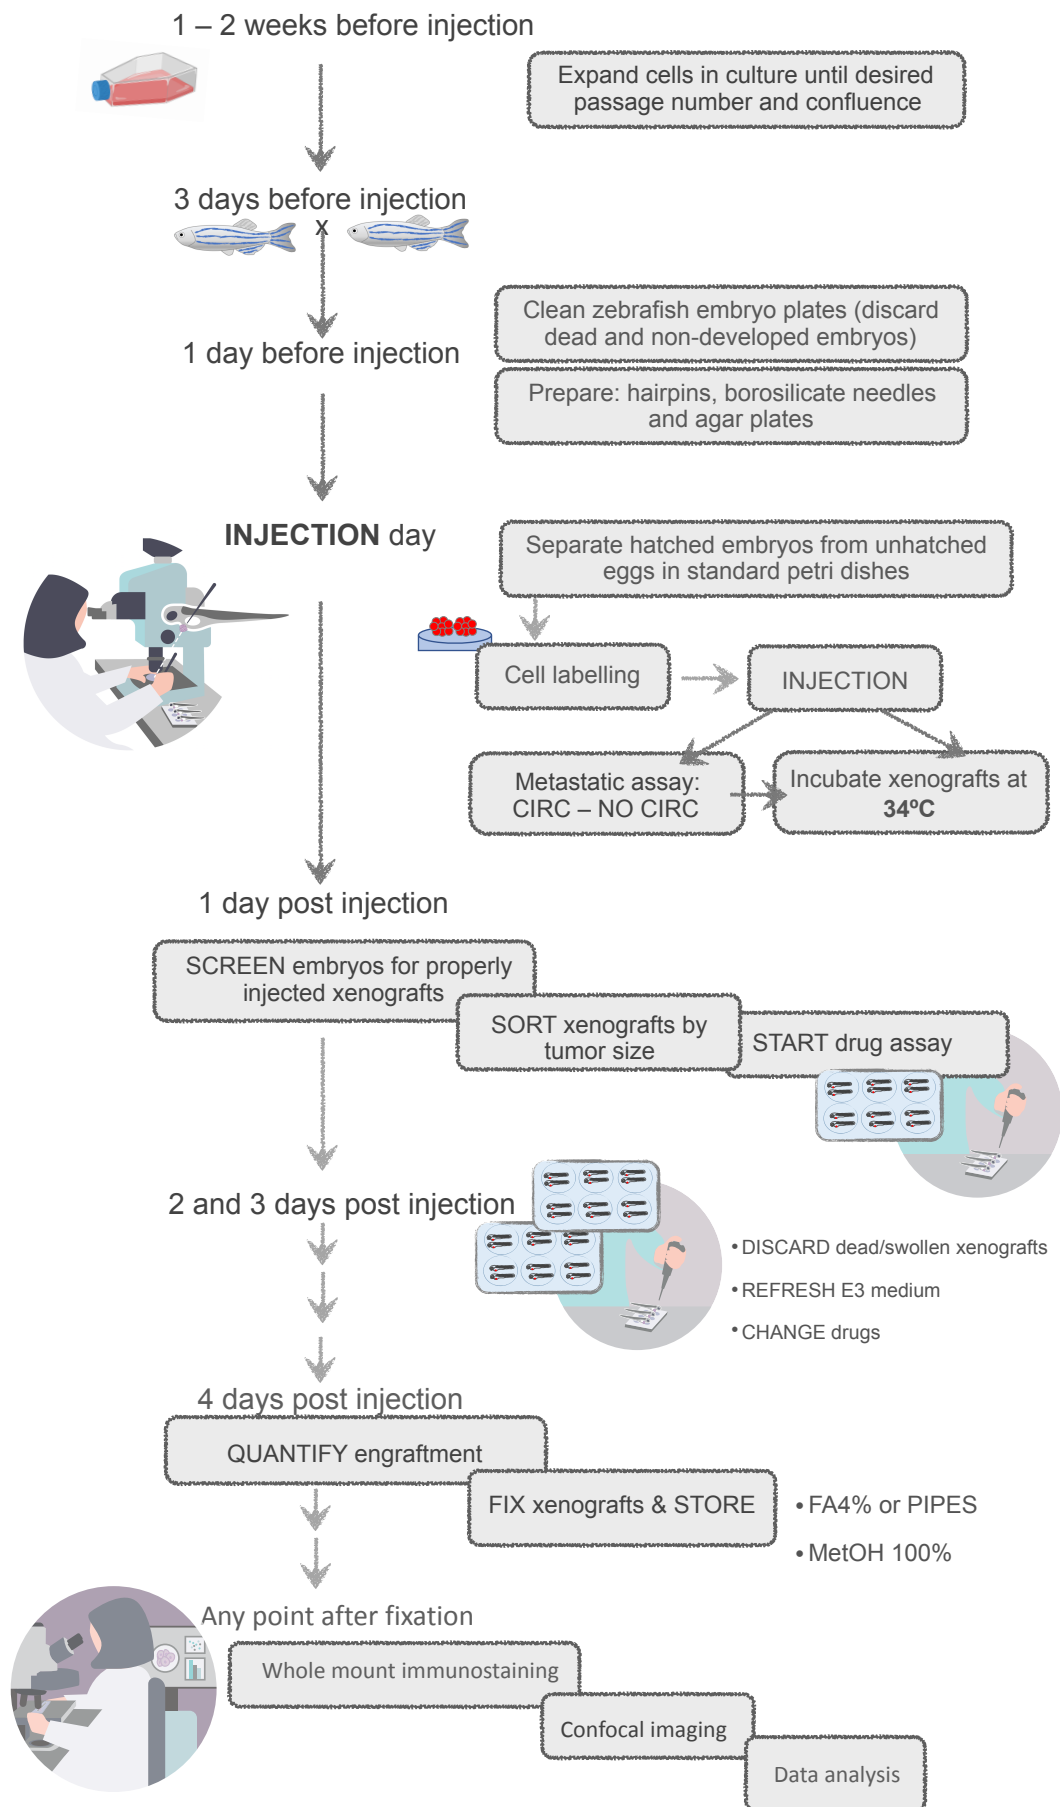 1 – 2 weeks before injection
Expand cells in culture until desired
passage number and confluence
3 days before injection
x
Clean zebrafish embryo plates (discard
dead and non-developed embryos)
1 day before injection
Prepare: hairpins, borosilicate needles
and agar plates
INJECTION day
Separate hatched embryos from unhatched
eggs in standard petri dishes
Cell labelling
INJECTION
Metastatic assay:
CIRC – NO CIRC
Incubate xenografts at
34ºC
1 day post injection
SCREEN embryos for properly
injected xenografts
SORT xenografts by
tumor size
START drug assay
2 and 3 days post injection
• DISCARD dead/swollen xenografts
• REFRESH E3 medium
• CHANGE drugs
4 days post injection
QUANTIFY engraftment
FIX xenografts & STORE
• FA4% or PIPES
• MetOH 100%
Any point after fixation
Whole mount immunostaining
Confocal imaging
Data analysis